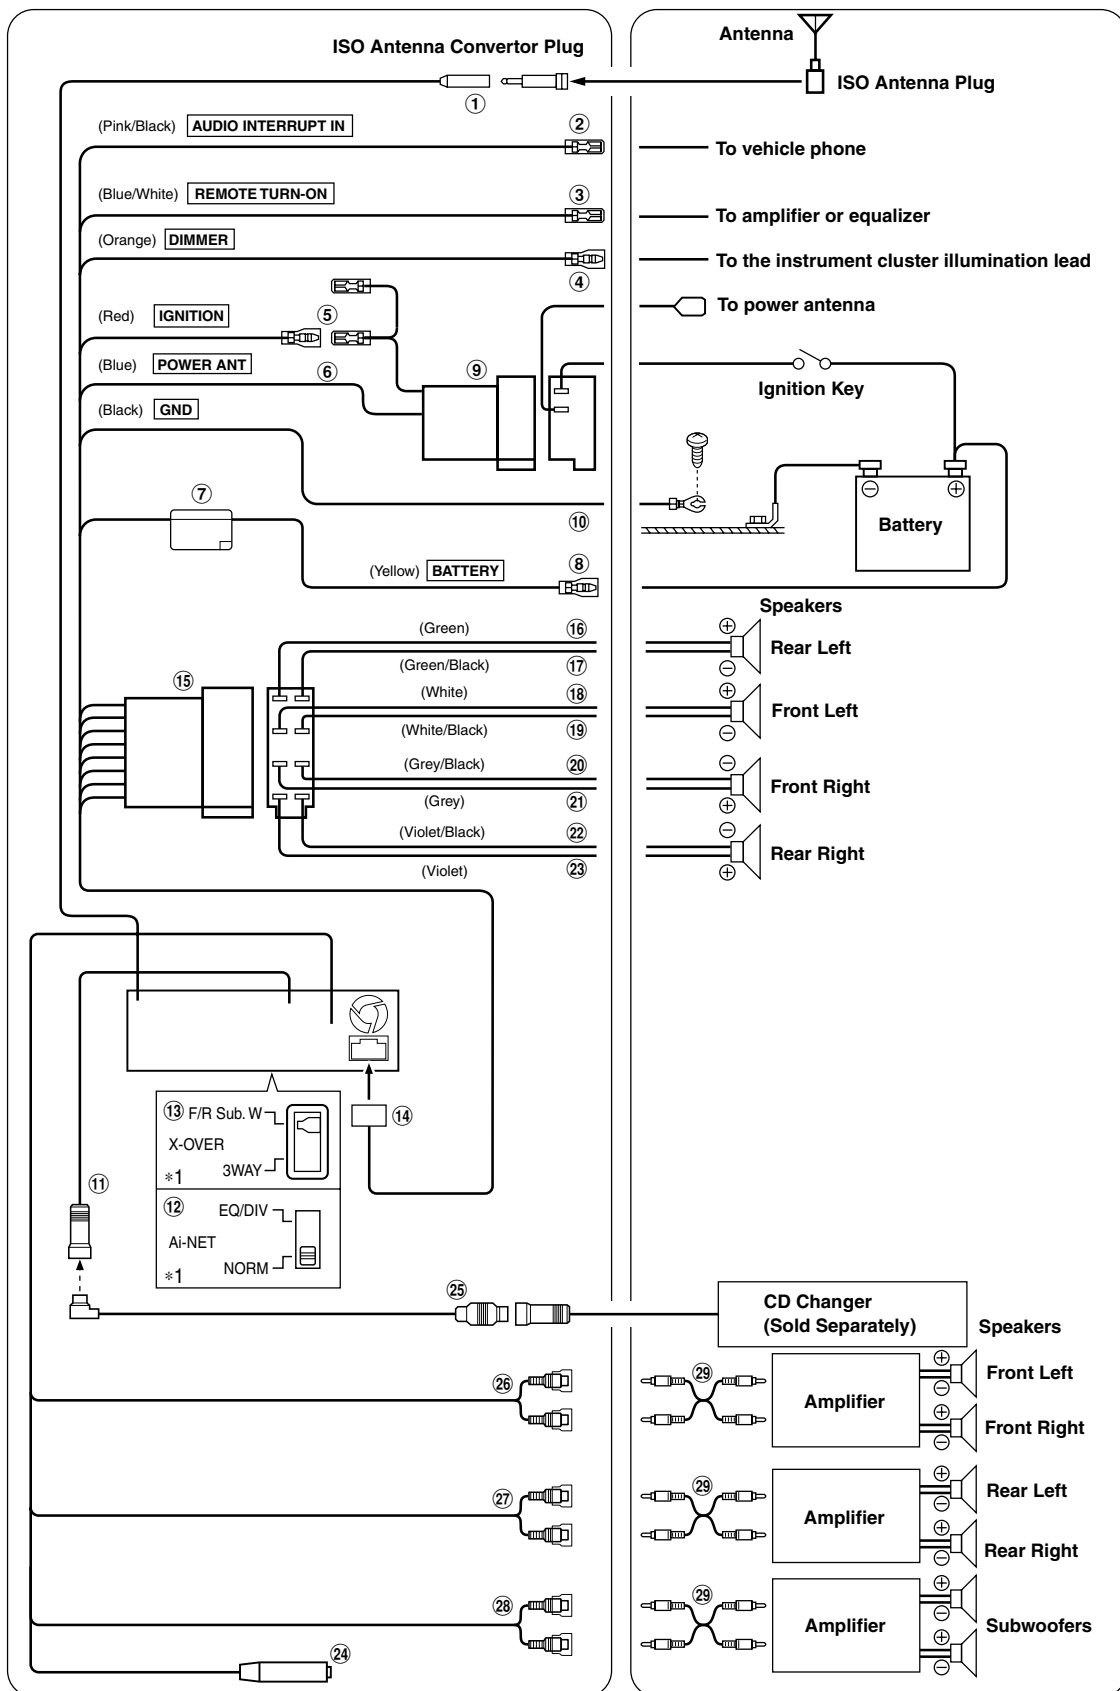 Antenna
ISO Antenna Convertor Plug
ISO Antenna Plug
1
(Pink/Black) AUDIO INTERRUPT IN
2
To vehicle phone
(Blue/White) REMOTE TURN-ON
3
To amplifier or equalizer
(Orange) DIMMER
4
To the instrument cluster illumination lead
To power antenna
(Red) IGNITION
5
(Blue) POWER ANT
6
9
Ignition Key
(Black) GND
7
10
⊖ ⊕
Battery
(Yellow) BATTERY
8
Speakers
(Green)
16
⊕
Rear Left
(Green/Black)
17
⊖
15
(White)
18
⊕
Front Left
(White/Black)
19
⊖
(Grey/Black)
20
⊖
Front Right
(Grey)
21
⊕
(Violet/Black)
22
⊖
Rear Right
(Violet)
23
⊕
13 F/R Sub. W
X-OVER
*1 3WAY
14
11
12 EQ/DIV
Ai-NET
*1 NORM
25
CD Changer
(Sold Separately)
Speakers
26
29
Amplifier
⊕
Front Left
⊖
⊕
Front Right
⊖
27
29
Amplifier
⊕
Rear Left
⊖
⊕
Rear Right
⊖
28
29
Amplifier
⊕
⊖
Subwoofers
⊕
⊖
24